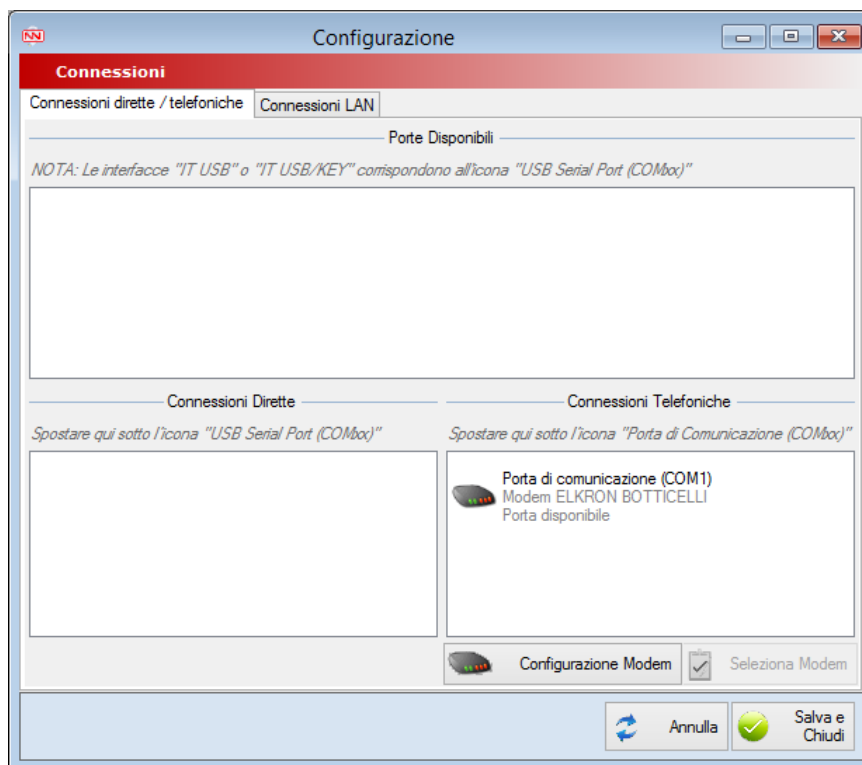 NN
Configurazione
Connessioni
Connessioni dirette / telefoniche
Connessioni LAN
Porte Disponibili
NOTA: Le interfacce "IT USB" o "IT USB/KEY" corrispondono all'icona "USB Serial Port (COMxx)"
Connessioni Dirette
Connessioni Telefoniche
Spostare qui sotto l'icona "USB Serial Port (COMxx)"
Spostare qui sotto l'icona "Porta di Comunicazione (COMxx)"
Porta di comunicazione (COM1)
Modem ELKRON BOTTICELLI
Porta disponibile
Configurazione Modem
Seleziona Modem
Annulla
Salva e
Chiudi